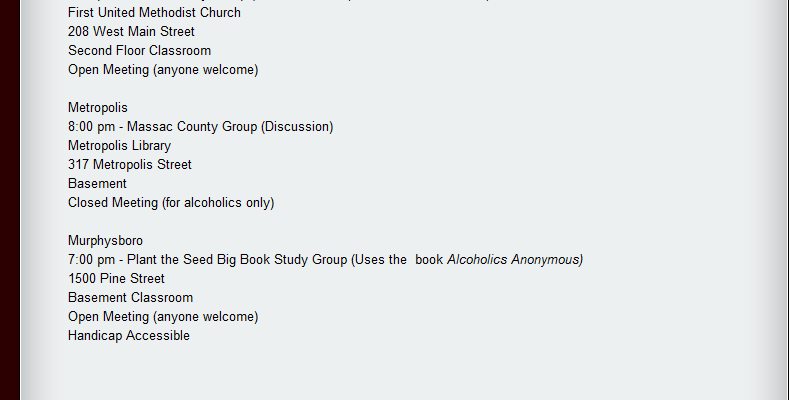 First United Methodist Church
208 West Main Street
Second Floor Classroom
Open Meeting (anyone welcome)
Metropolis
8:00 pm - Massac County Group (Discussion)
Metropolis Library
317 Metropolis Street
Basement
Closed Meeting (for alcoholics only)
Murphysboro
7:00 pm - Plant the Seed Big Book Study Group (Uses the  book Alcoholics Anonymous)
1500 Pine Street
Basement Classroom
Open Meeting (anyone welcome)
Handicap Accessible